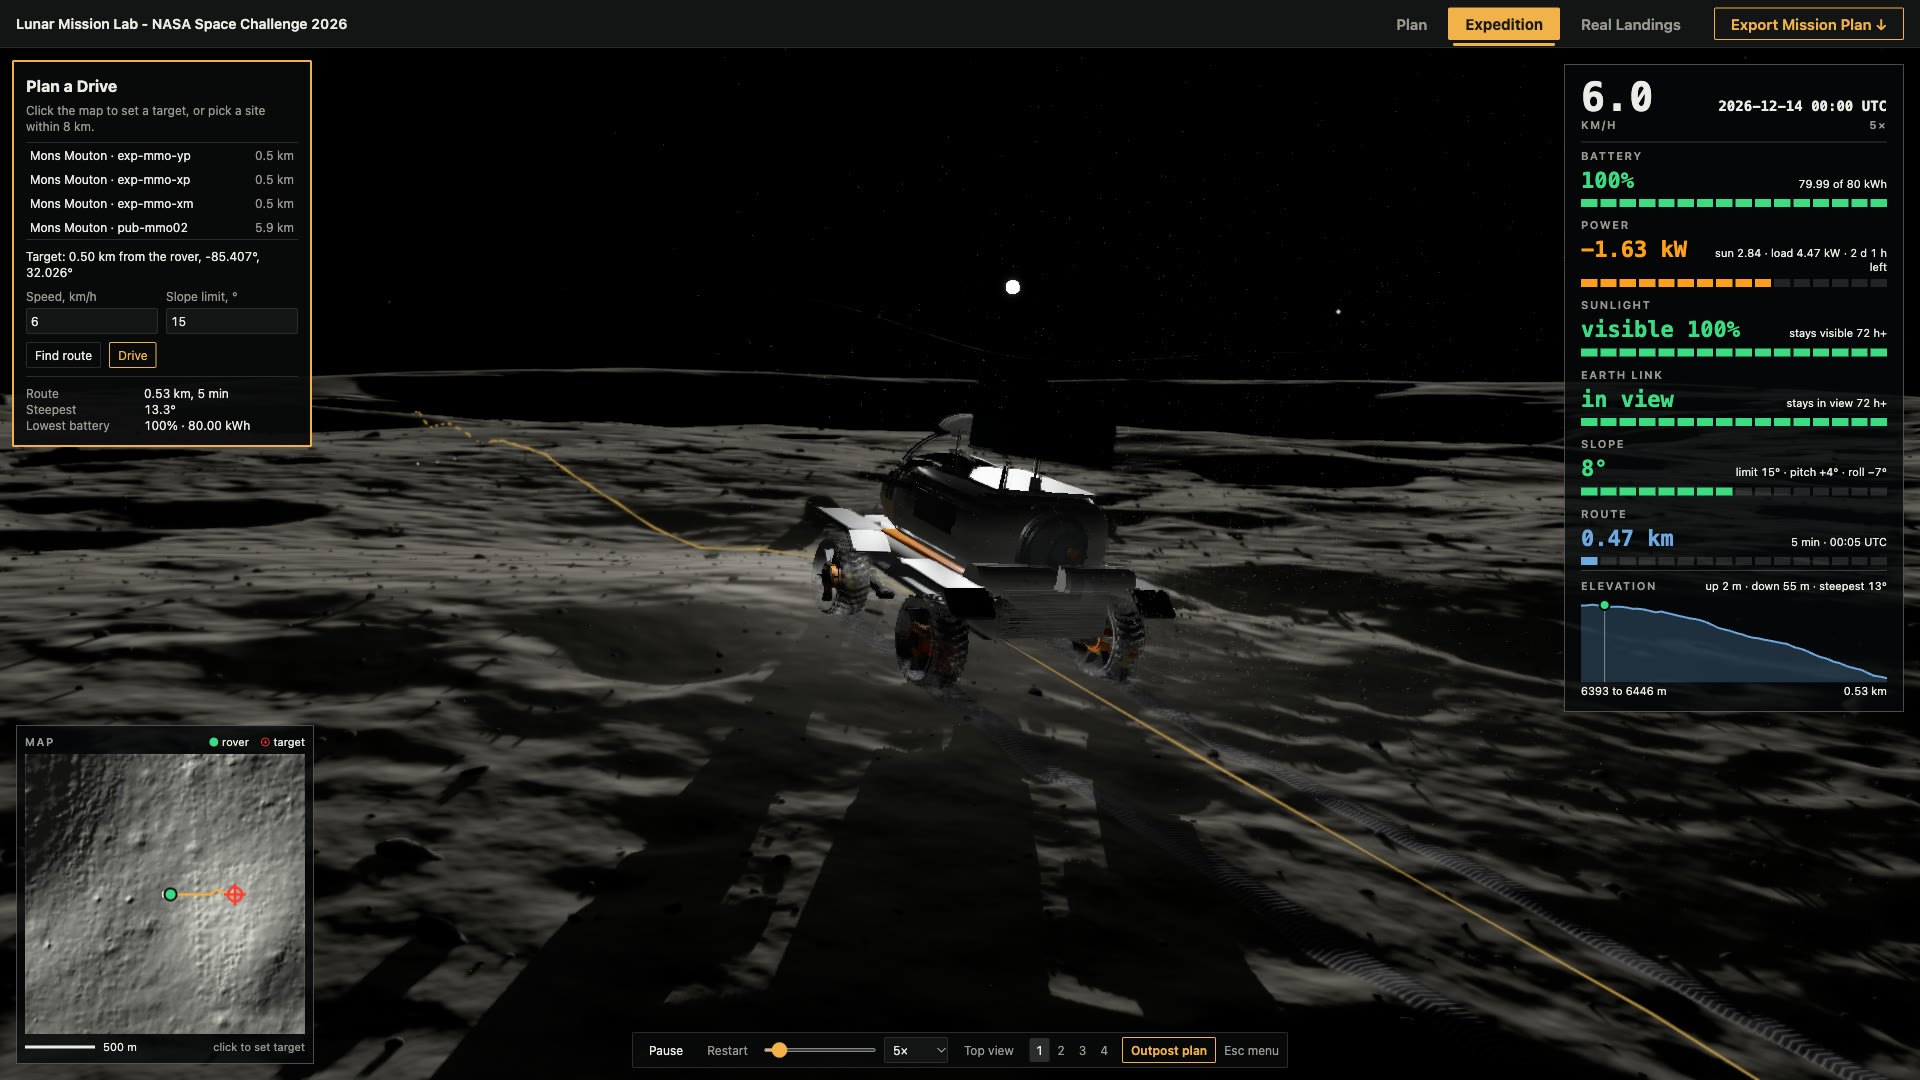 Lunar Mission Lab - NASA Space Challenge 2026
Plan
Expedition
Real Landings
Export Mission Plan ↓
Plan a Drive
Click the map to set a target, or pick a site
within 8 km.
Mons Mouton · exp-mmo-yp 0.5 km
Mons Mouton · exp-mmo-xp 0.5 km
Mons Mouton · exp-mmo-xm 0.5 km
Mons Mouton · pub-mmo02 5.9 km
Target: 0.50 km from the rover, -85.407°,
32.026°
Speed, km/h Slope limit, °
6 15
Find route Drive
Route 0.53 km, 5 min
Steepest 13.3°
Lowest battery 100% · 80.00 kWh
6.0 2026-12-14 00:00 UTC
KM/H 5×
BATTERY
100% 79.99 of 80 kWh
POWER
−1.63 kW sun 2.84 · load 4.47 kW · 2 d 1 h
left
SUNLIGHT
visible 100% stays visible 72 h+
EARTH LINK
in view stays in view 72 h+
SLOPE
8° limit 15° · pitch +4° · roll −7°
ROUTE
0.47 km 5 min · 00:05 UTC
ELEVATION up 2 m · down 55 m · steepest 13°
6393 to 6446 m 0.53 km
MAP rover target
500 m click to set target
Pause Restart 5× Top view 1 2 3 4 Outpost plan Esc menu